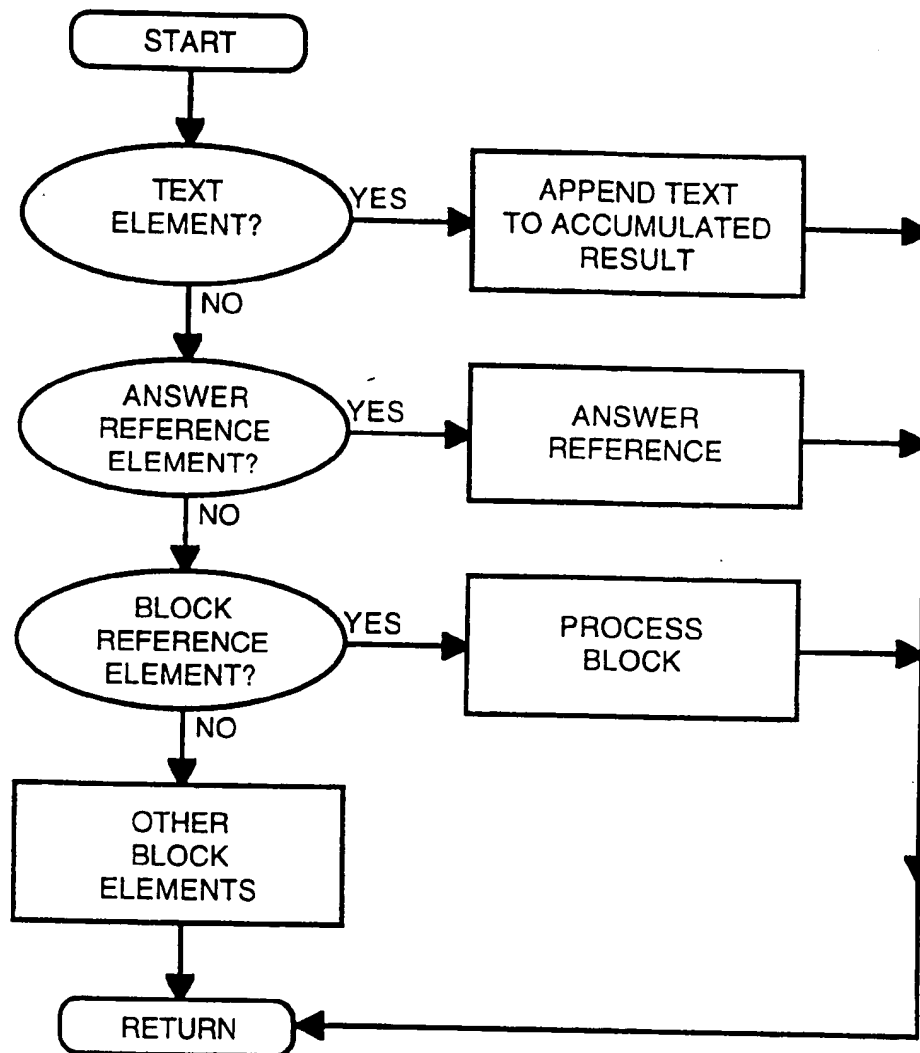 START
TEXT
ELEMENT?
YES
APPEND TEXT
TO ACCUMULATED
RESULT
NO
ANSWER
REFERENCE
ELEMENT?
YES
ANSWER
REFERENCE
NO
BLOCK
REFERENCE
ELEMENT?
YES
PROCESS
BLOCK
NO
OTHER
BLOCK
ELEMENTS
RETURN